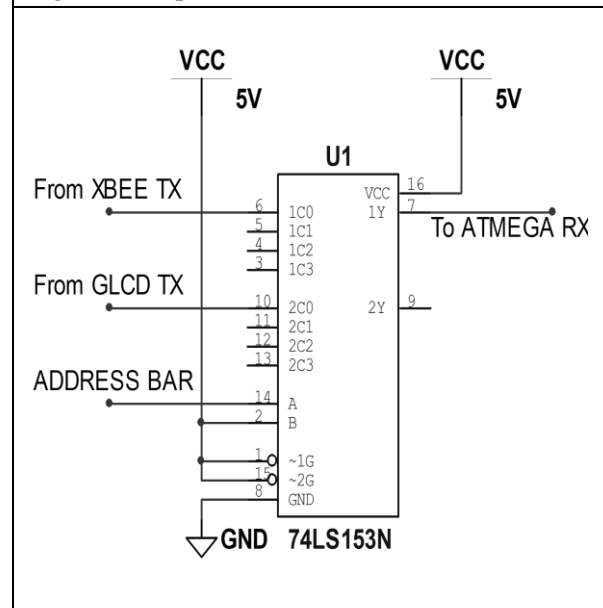 VCC
5V
VCC
5V
U1
From XBEE TX
6
1C0
5
1C1
4
1C2
3
1C3
VCC
16
1Y
7
To ATMEGA RX
From GLCD TX
10
2C0
11
2C1
12
2C2
13
2C3
2Y
9
ADDRESS BAR
14
A
2
B
1
~1G
15
~2G
8
GND
GND
74LS153N